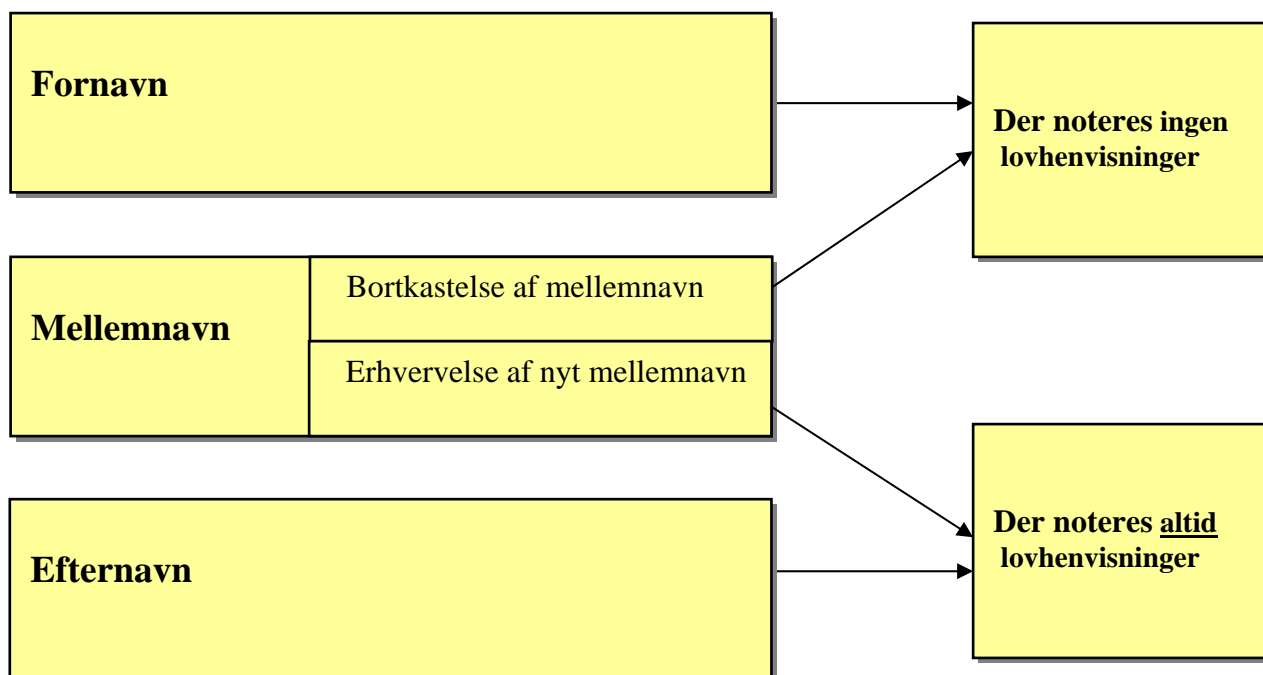 Fornavn
Der noteres ingen
lovhenvisninger
Mellemnavn
Bortkastelse af mellemnavn
Erhvervelse af nyt mellemnavn
Efternavn
Der noteres altid
lovhenvisninger